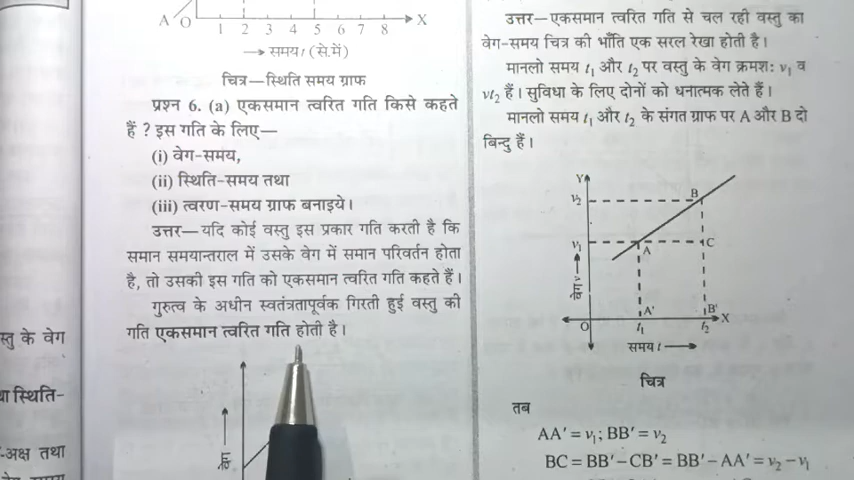 स्तु के वेग
था स्थिति-
-अक्ष तथा
A O 1 2 3 4 5 6 7 8 X
→ समय t (से.में)
चित्र—स्थिति समय ग्राफ
प्रश्न 6. (a) एकसमान त्वरित गति किसे कहते
हैं ? इस गति के लिए—
(i) वेग-समय,
(ii) स्थिति-समय तथा
(iii) त्वरण-समय ग्राफ बनाइये।
उत्तर—यदि कोई वस्तु इस प्रकार गति करती है कि
समान समयान्तराल में उसके वेग में समान परिवर्तन होता
है, तो उसकी इस गति को एकसमान त्वरित गति कहते हैं।
गुरुत्व के अधीन स्वतंत्रतापूर्वक गिरती हुई वस्तु की
गति एकसमान त्वरित गति होती है।
उत्तर—एकसमान त्वरित गति से चल रही वस्तु का
वेग-समय चित्र की भाँति एक सरल रेखा होती है।
मानलो समय t₁ और t₂ पर वस्तु के वेग क्रमश: v₁ व
vt₂ हैं। सुविधा के लिए दोनों को धनात्मक लेते हैं।
मानलो समय t₁ और t₂ के संगत ग्राफ पर A और B दो
बिन्दु हैं।
Y
v₂ B
v₁ A C
वेग v →
A′ B′
O t₁ t₂ X
समय t →
चित्र
तब
AA′ = v₁; BB′ = v₂
BC = BB′ – CB′ = BB′ – AA′ = v₂ – v₁